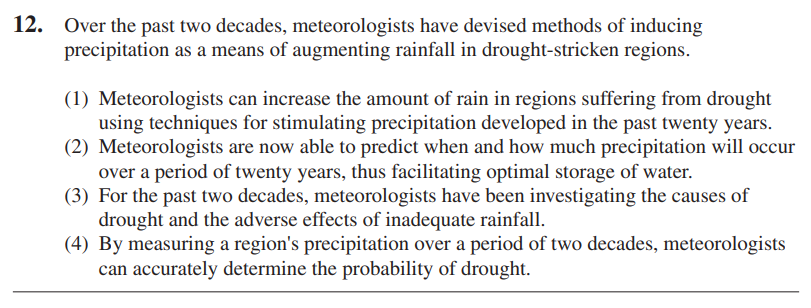 12. Over the past two decades, meteorologists have devised methods of inducing
precipitation as a means of augmenting rainfall in drought-stricken regions.
(1) Meteorologists can increase the amount of rain in regions suffering from drought
using techniques for stimulating precipitation developed in the past twenty years.
(2) Meteorologists are now able to predict when and how much precipitation will occur
over a period of twenty years, thus facilitating optimal storage of water.
(3) For the past two decades, meteorologists have been investigating the causes of
drought and the adverse effects of inadequate rainfall.
(4) By measuring a region's precipitation over a period of two decades, meteorologists
can accurately determine the probability of drought.